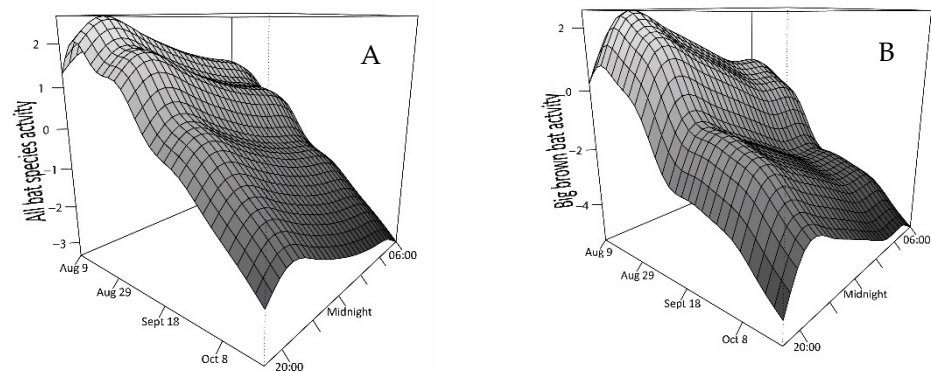 A
All bat species actvity
2
1
0
−1
−2
−3
Aug 9
Aug 29
Sept 18
Oct 8
20:00
Midnight
06:00
B
Big brown bat actvity
2
0
−2
−4
Aug 9
Aug 29
Sept 18
Oct 8
20:00
Midnight
06:00